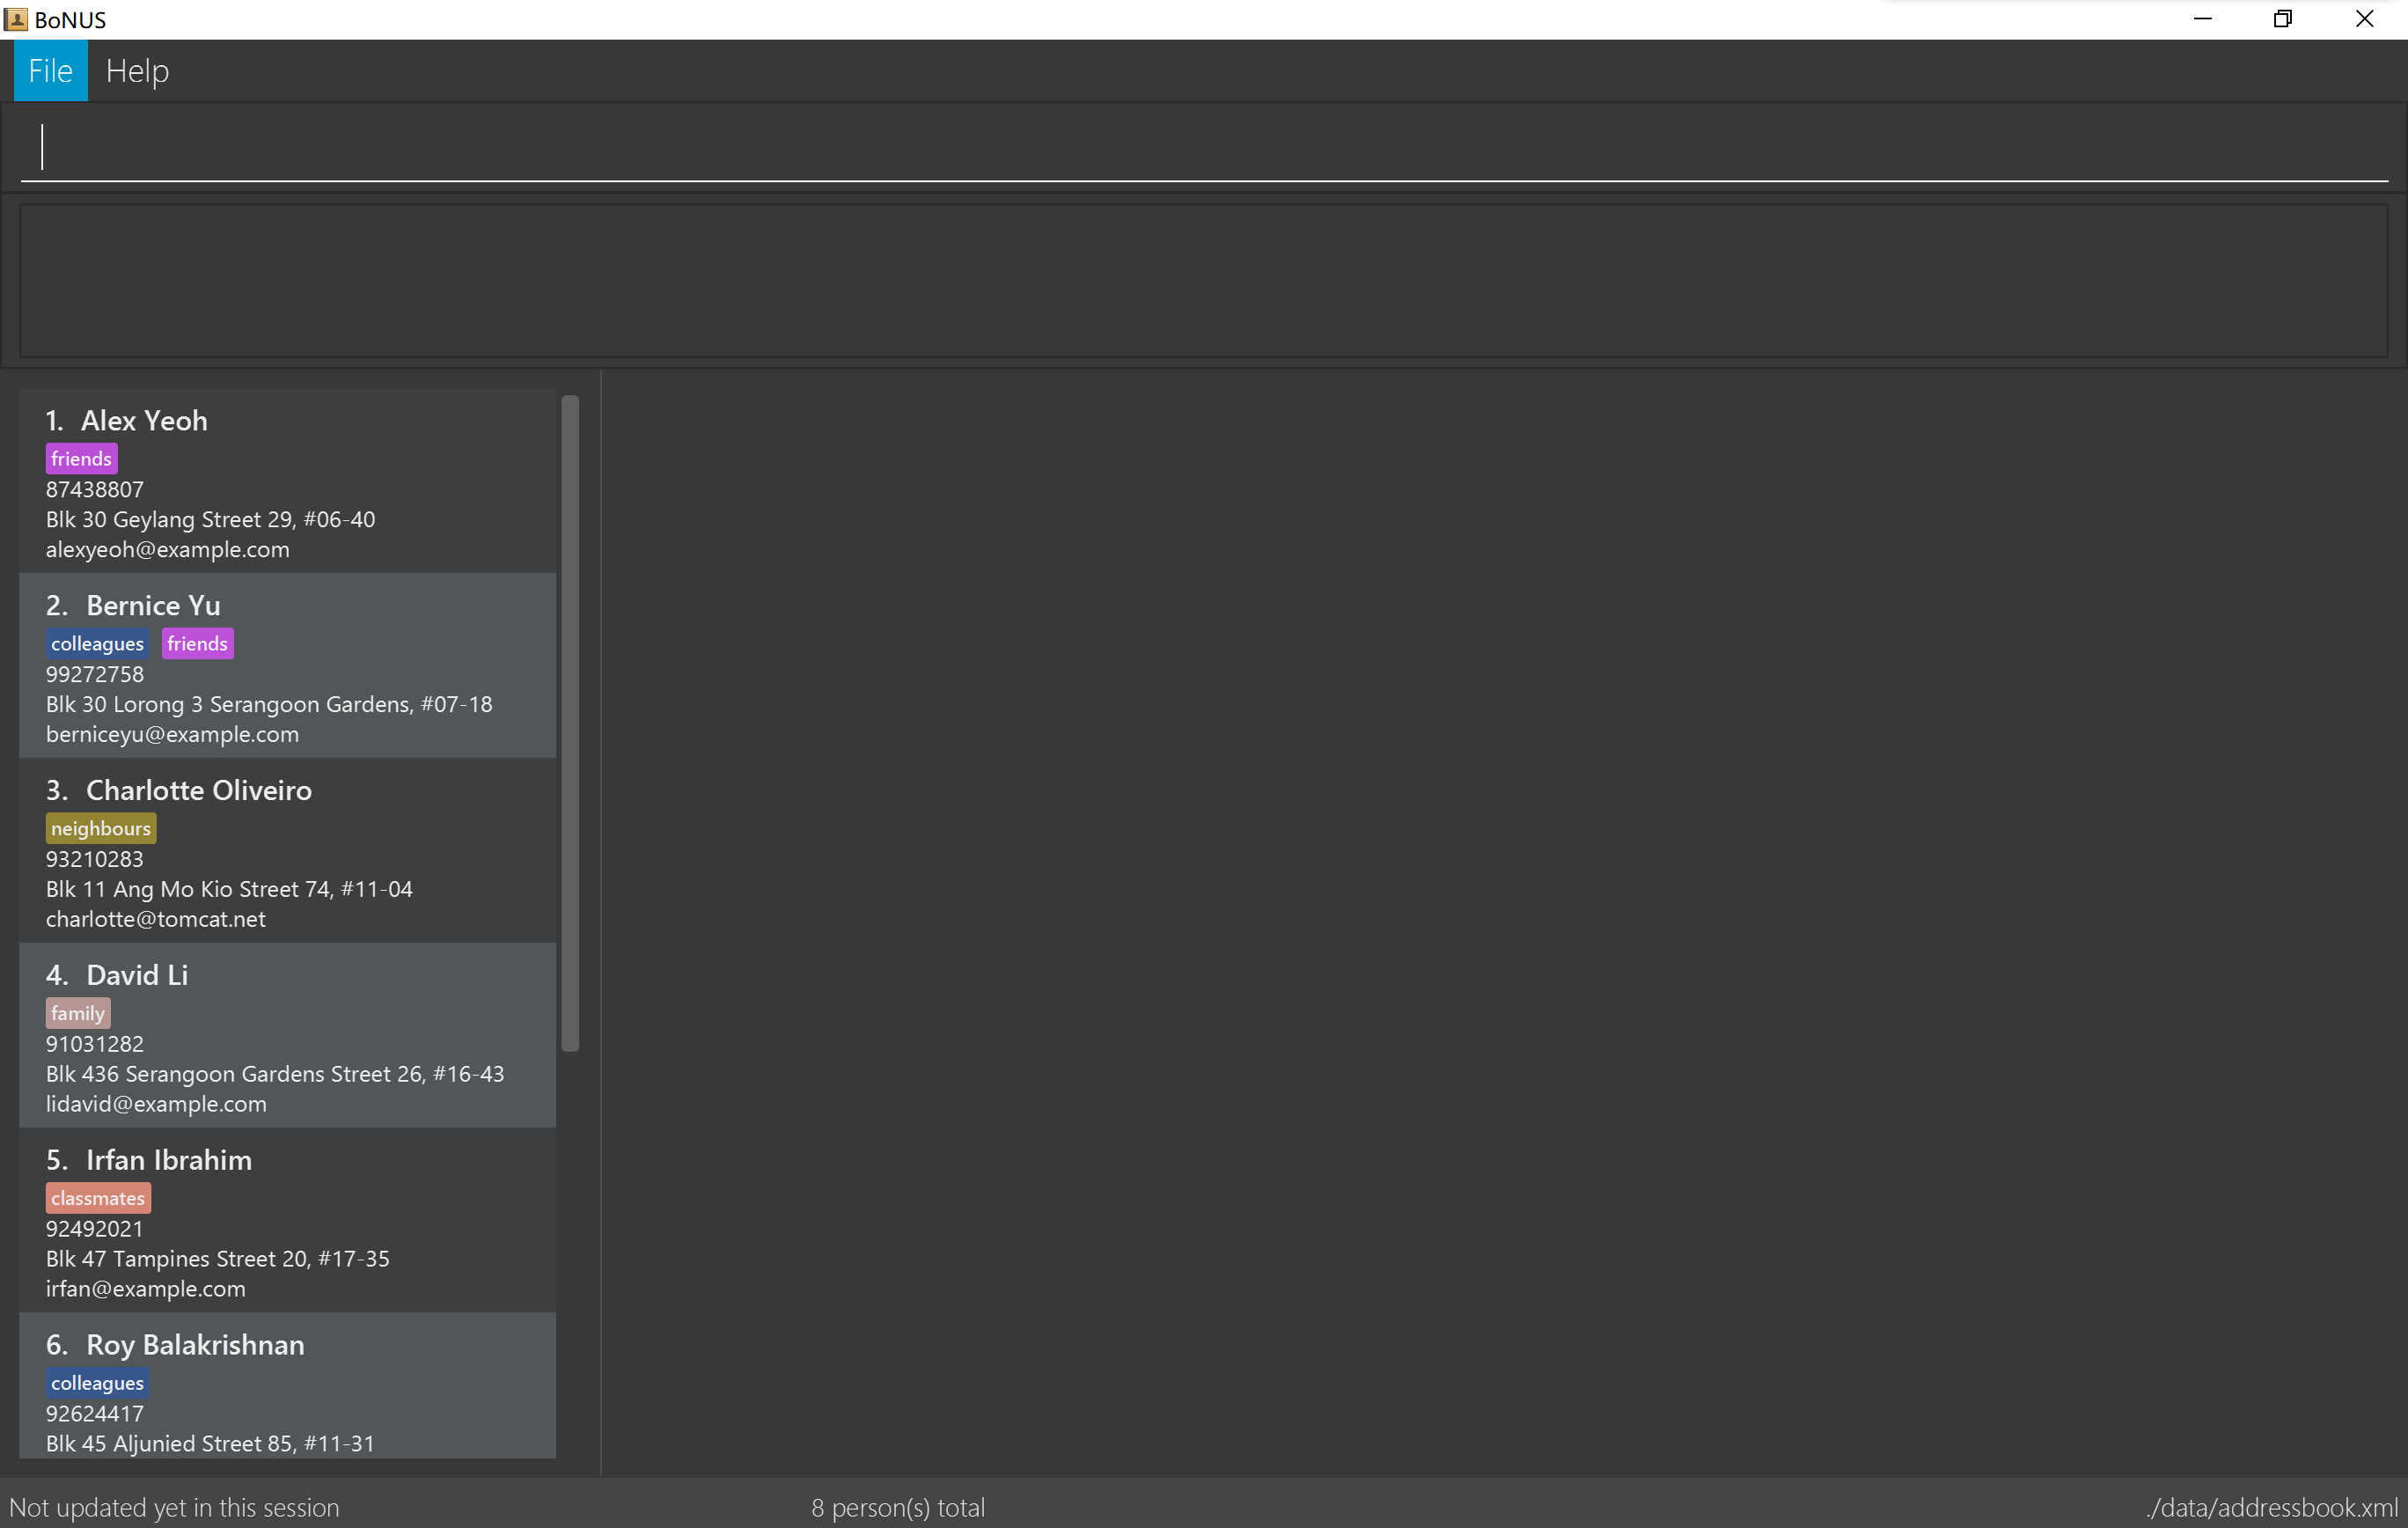 BoNUS
File Help
1. Alex Yeoh
friends
87438807
Blk 30 Geylang Street 29, #06-40
alexyeoh@example.com
2. Bernice Yu
colleagues friends
99272758
Blk 30 Lorong 3 Serangoon Gardens, #07-18
berniceyu@example.com
3. Charlotte Oliveiro
neighbours
93210283
Blk 11 Ang Mo Kio Street 74, #11-04
charlotte@tomcat.net
4. David Li
family
91031282
Blk 436 Serangoon Gardens Street 26, #16-43
lidavid@example.com
5. Irfan Ibrahim
classmates
92492021
Blk 47 Tampines Street 20, #17-35
irfan@example.com
6. Roy Balakrishnan
colleagues
92624417
Blk 45 Aljunied Street 85, #11-31
Not updated yet in this session 8 person(s) total ./data/addressbook.xml